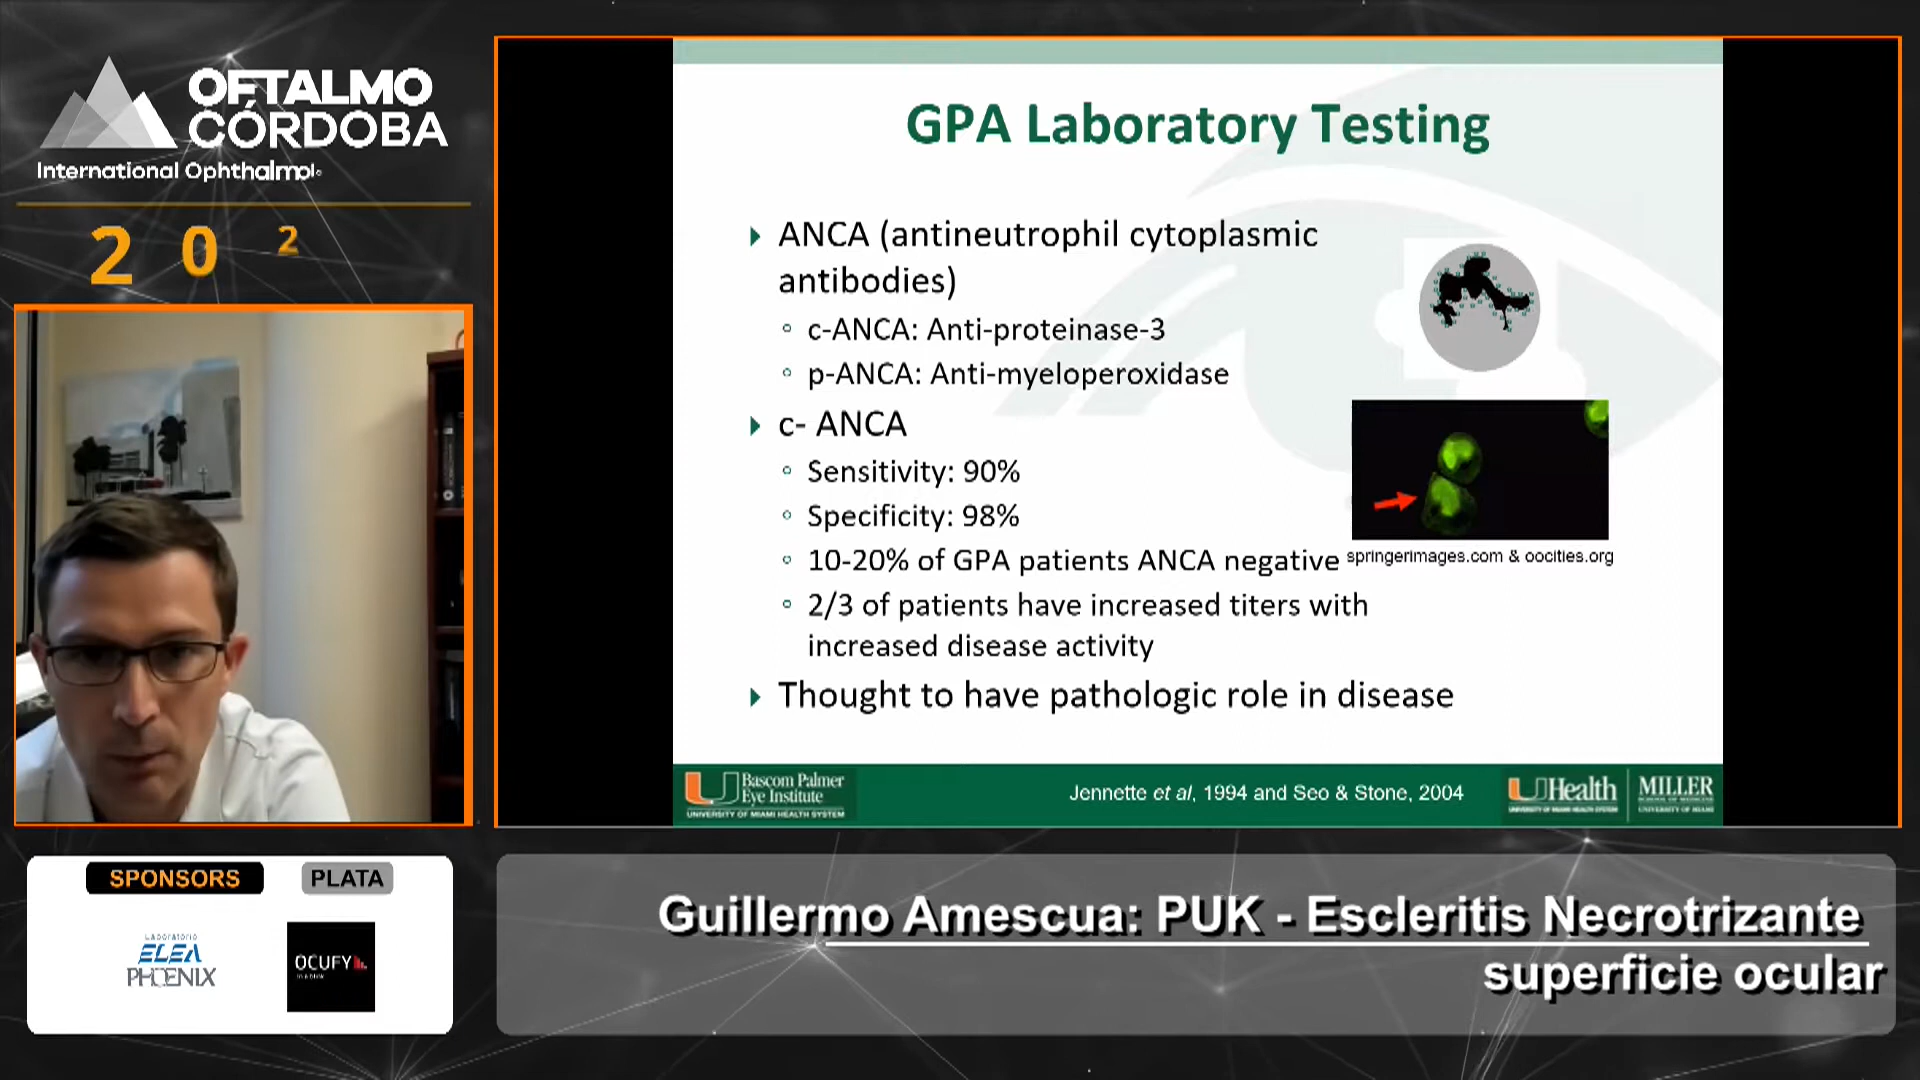 OFTALMO
CÓRDOBA
International Ophthalmol
2 0 2
GPA Laboratory Testing
ANCA (antineutrophil cytoplasmic
antibodies)
c-ANCA: Anti-proteinase-3
p-ANCA: Anti-myeloperoxidase
c- ANCA
Sensitivity: 90%
Specificity: 98%
10-20% of GPA patients ANCA negative
springerimages.com & oocities.org
2/3 of patients have increased titers with
increased disease activity
Thought to have pathologic role in disease
Bascom Palmer
Eye Institute
UNIVERSITY OF MIAMI HEALTH SYSTEM
Jennette et al, 1994 and Seo & Stone, 2004
UHealth
UNIVERSITY OF MIAMI HEALTH SYSTEM
MILLER
SCHOOL OF MEDICINE
UNIVERSITY OF MIAMI
SPONSORS
PLATA
Laboratorio
ELEA
PHOENIX
OCUFY
Guillermo Amescua: PUK - Escleritis Necrotrizante
superficie ocular